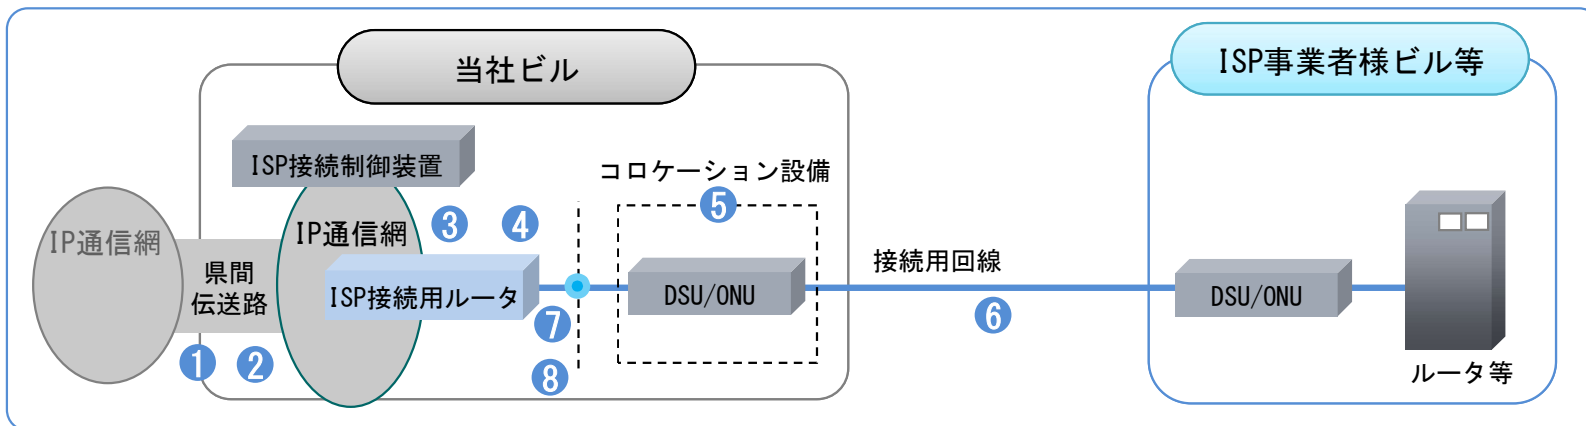 当社ビル
ISP事業者様ビル等
ISP接続制御装置
コロケーション設備
5
IP通信網
IP通信網
3
4
県間
伝送路
接続用回線
ISP接続用ルータ
DSU/ONU
DSU/ONU
6
7
1
2
8
ルータ等